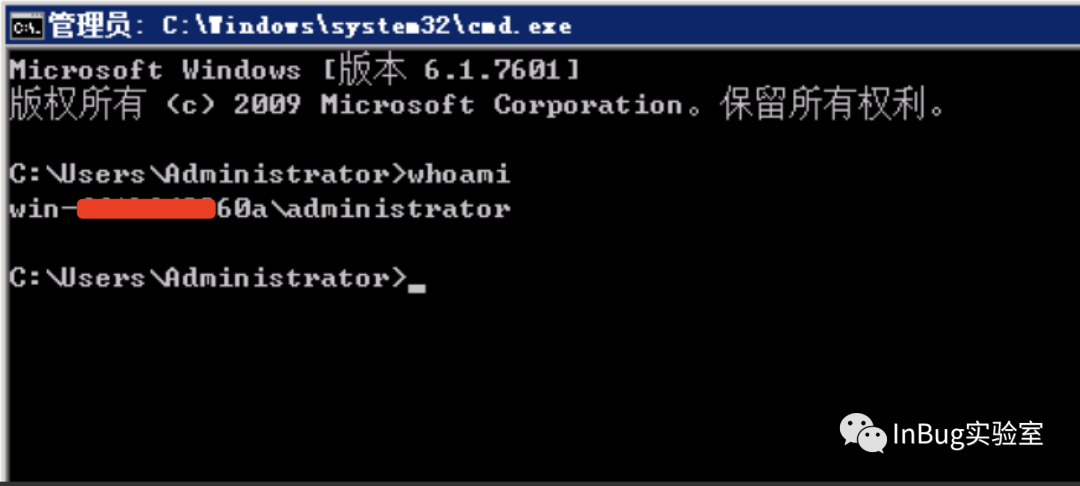 管理员: C:\Windows\system32\cmd.exe
Microsoft Windows [版本 6.1.7601]
版权所有 (c) 2009 Microsoft Corporation。保留所有权利。
C:\Users\Administrator>whoami
win-60a\administrator
C:\Users\Administrator>_
InBug实验室